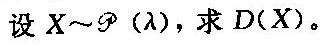 设 X～𝒫 (λ), 求 D(X)。